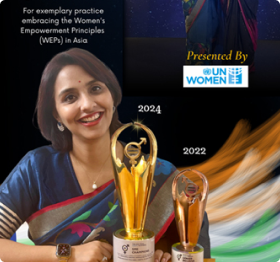 For exemplary practice
embracing the Women's
Empowerment Principles
(WEPs) in Asia
Presented By
UN
WOMEN
2024
2022